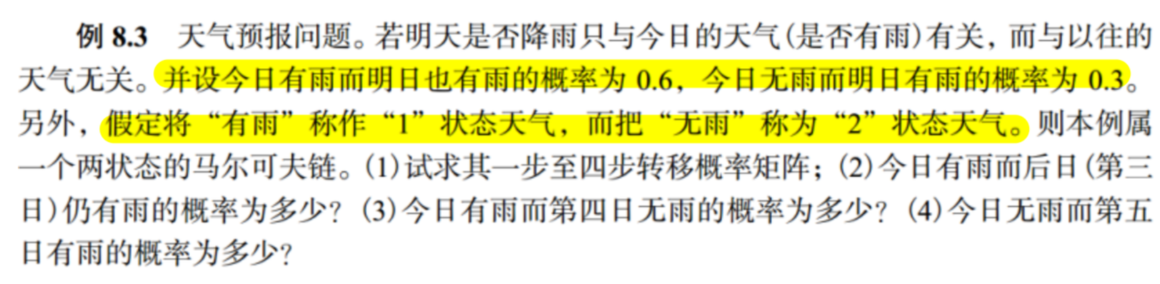 例 8.3 天气预报问题。若明天是否降雨只与今日的天气(是否有雨)有关，而与以往的
天气无关。并设今日有雨而明日也有雨的概率为 0.6，今日无雨而明日有雨的概率为 0.3。
另外，假定将“有雨”称作“1”状态天气，而把“无雨”称为“2”状态天气。则本例属
一个两状态的马尔可夫链。(1)试求其一步至四步转移概率矩阵；(2)今日有雨而后日(第三
日)仍有雨的概率为多少？(3)今日有雨而第四日无雨的概率为多少？(4)今日无雨而第五
日有雨的概率为多少？